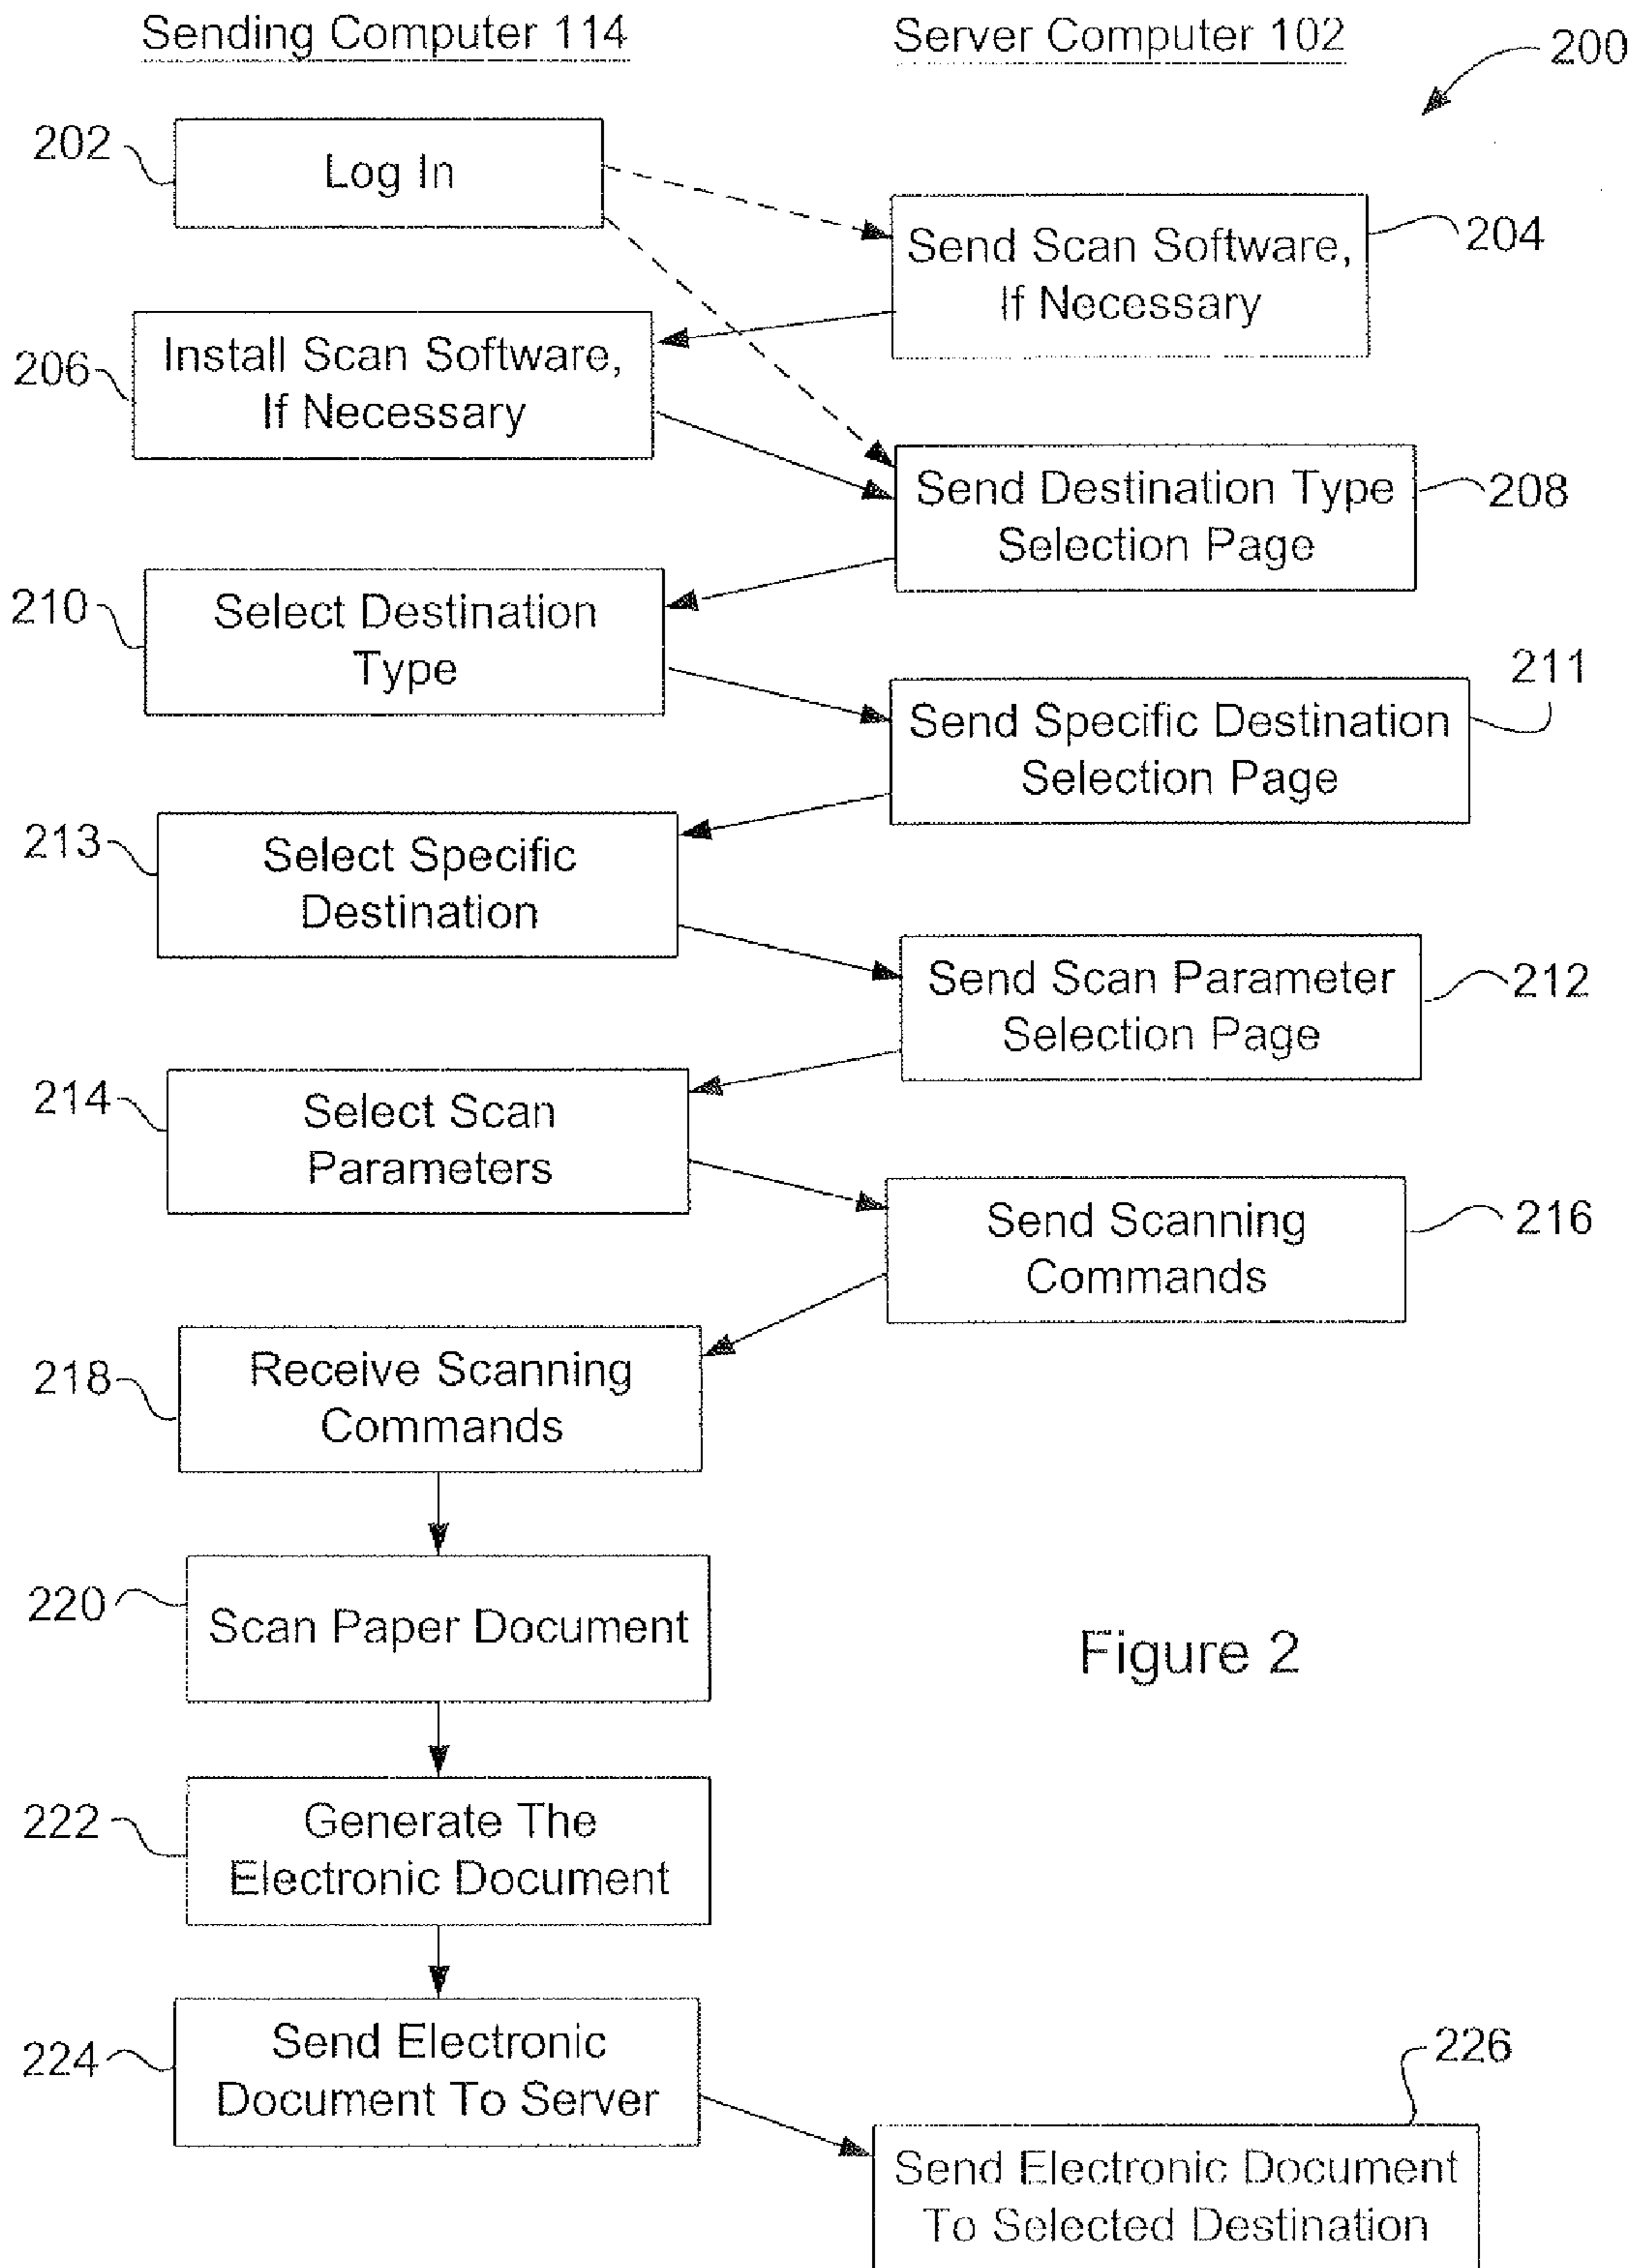 Sending Computer 114
Server Computer 102
200
202
Log In
Send Scan Software,
If Necessary
204
206
Install Scan Software,
If Necessary
Send Destination Type
Selection Page
208
210
Select Destination
Type
211
Send Specific Destination
Selection Page
213
Select Specific
Destination
Send Scan Parameter
Selection Page
212
214
Select Scan
Parameters
Send Scanning
Commands
216
218
Receive Scanning
Commands
220
Scan Paper Document
Figure 2
222
Generate The
Electronic Document
224
Send Electronic
Document To Server
226
Send Electronic Document
To Selected Destination